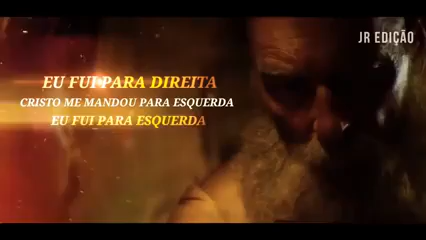 JR EDIÇÃO
EU FUI PARA DIREITA
CRISTO ME MANDOU PARA ESQUERDA
EU FUI PARA ESQUERDA